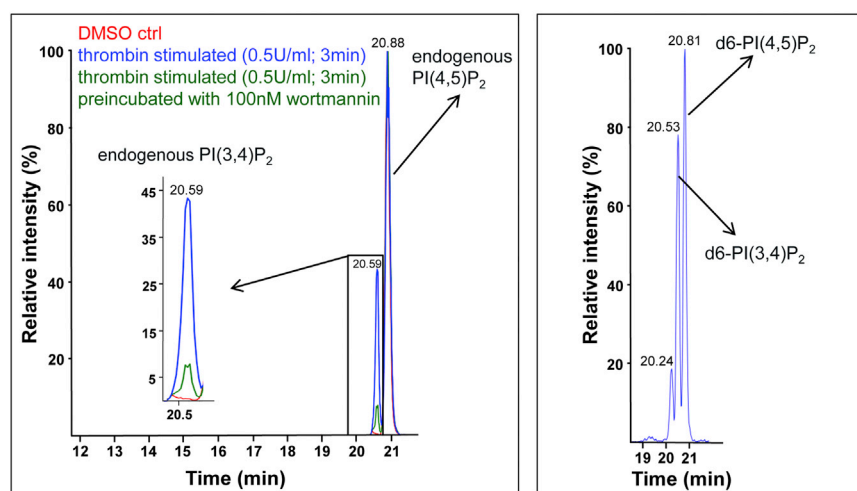 DMSO ctrl
thrombin stimulated (0.5U/ml; 3min)
thrombin stimulated (0.5U/ml; 3min)
preincubated with 100nM wortmannin
20.88
endogenous
PI(4,5)P₂
endogenous PI(3,4)P₂
45
35
25
15
5
20.59
20.5
20.59
Relative intensity (%)
100
80
60
40
20
12 13 14 15 16 17 18 19 20 21
Time (min)
20.81
d6-PI(4,5)P₂
20.53
d6-PI(3,4)P₂
20.24
Relative intensity (%)
100
80
60
40
20
19 20 21
Time (min)